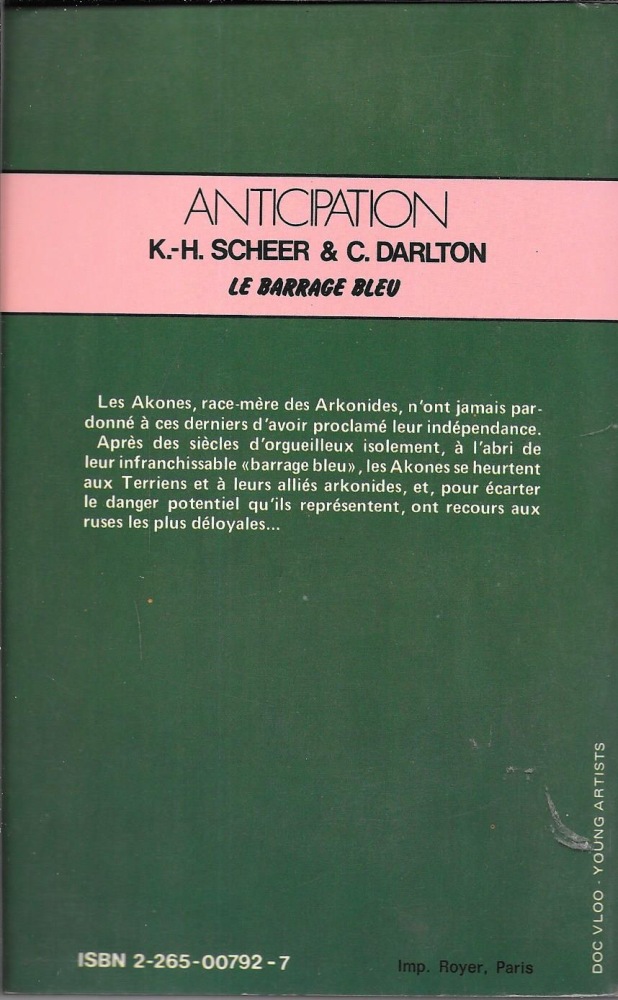 ANTICIPATION
K.-H. SCHEER & C. DARLTON
LE BARRAGE BLEU
Les Akones, race-mère des Arkonides, n'ont jamais par-
donné à ces derniers d'avoir proclamé leur indépendance.
Après des siècles d'orgueilleux isolement, à l'abri de
leur infranchissable «barrage bleu», les Akones se heurtent
aux Terriens et à leurs alliés arkonides, et, pour écarter
le danger potentiel qu'ils représentent, ont recours aux
ruses les plus déloyales...
DOC VLOO - YOUNG ARTISTS
ISBN 2-265-00792-7
Imp. Royer, Paris